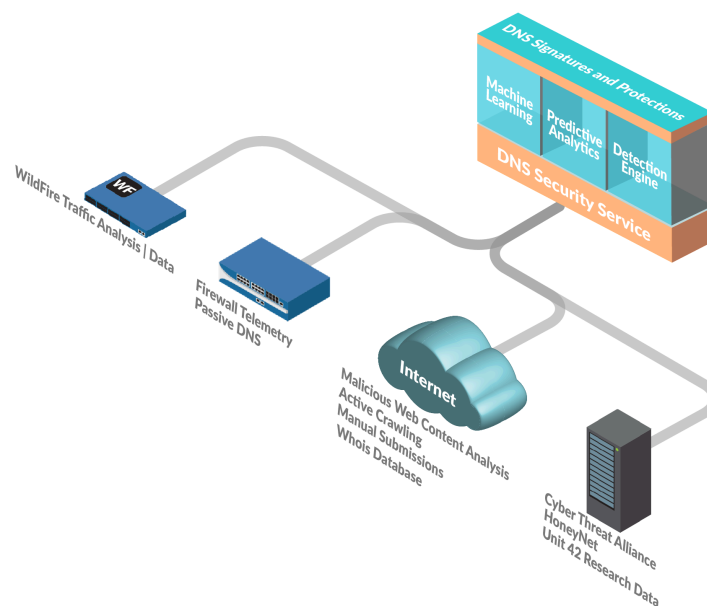 DNS Signatures and Protections
Machine
Learning
Predictive
Analytics
Detection
Engine
DNS Security Service
WF
WildFire Traffic Analysis | Data
Firewall Telemetry
Passive DNS
Internet
Malicious Web Content Analysis
Active Crawling
Manual Submissions
Whois Database
Cyber Threat Alliance
HoneyNet
Unit 42 Research Data